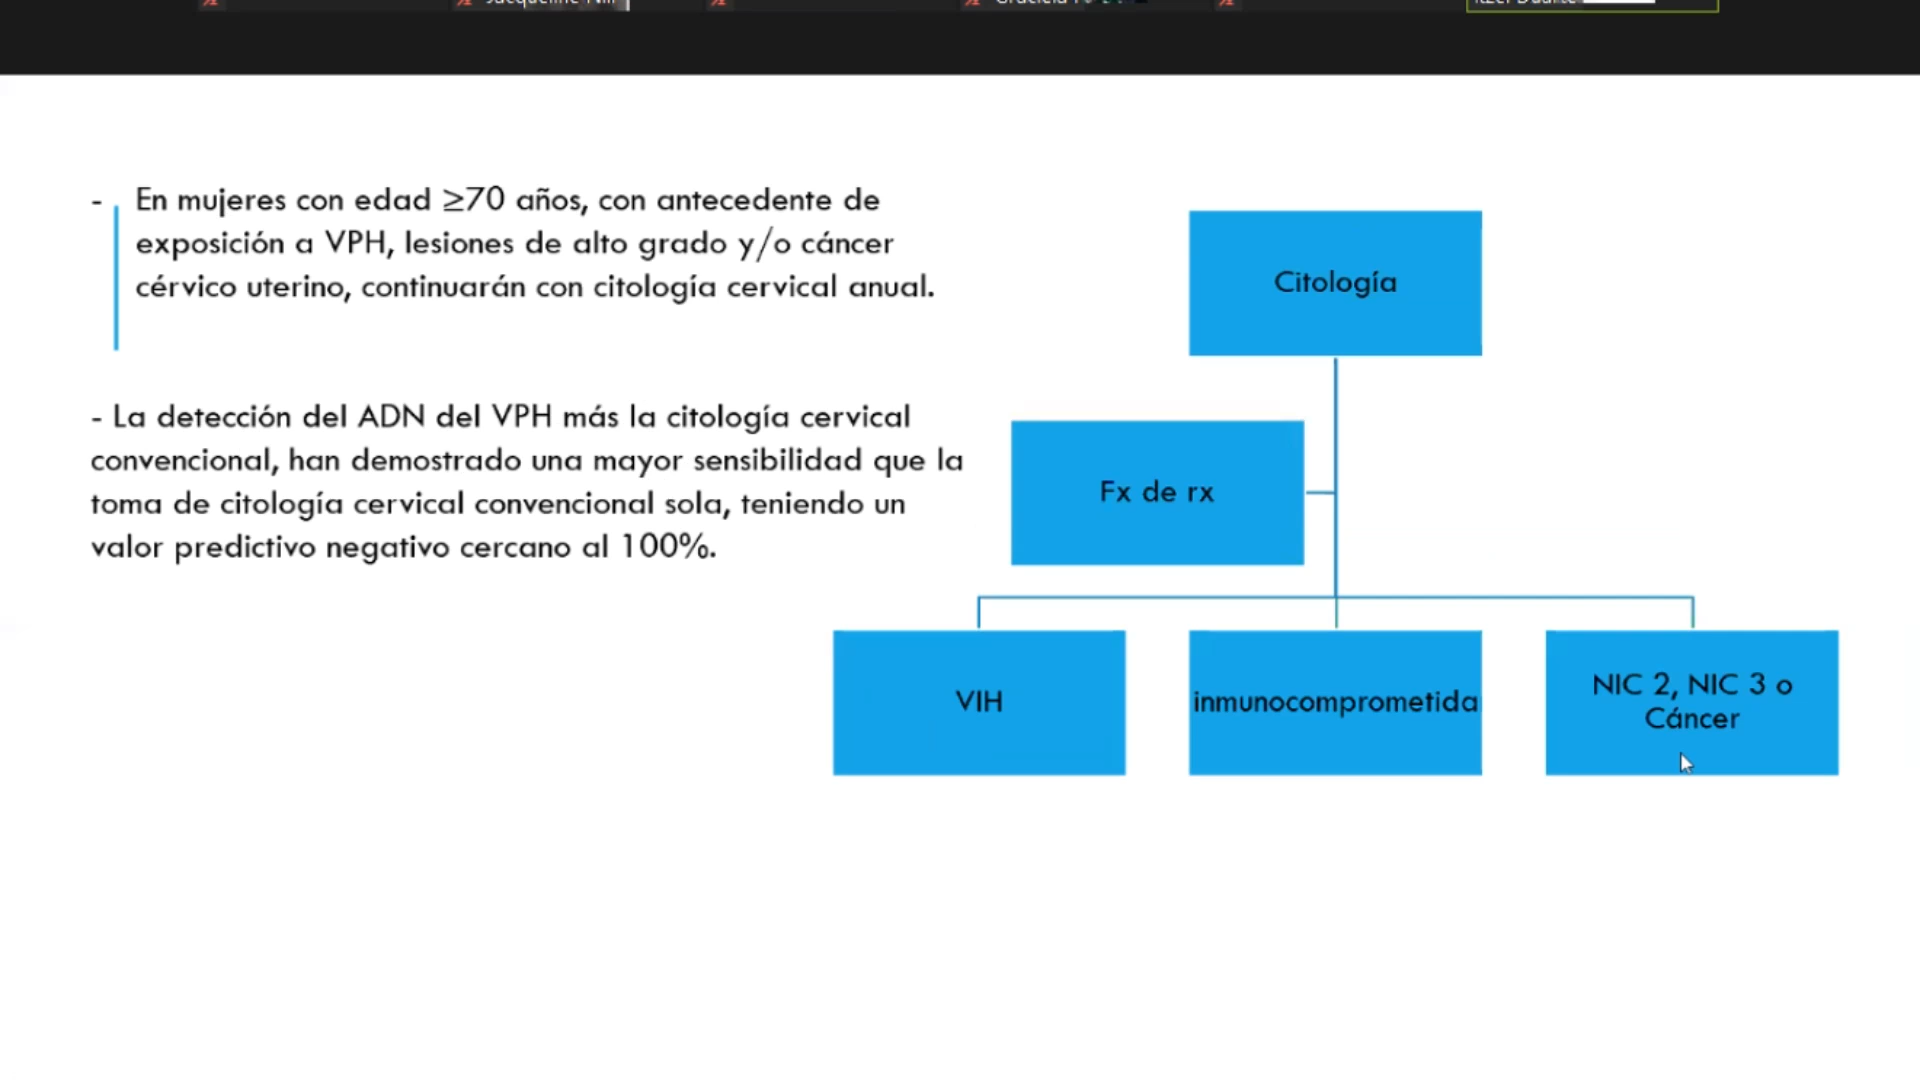 - En mujeres con edad ≥70 años, con antecedente de
exposición a VPH, lesiones de alto grado y/o cáncer
cérvico uterino, continuarán con citología cervical anual.
- La detección del ADN del VPH más la citología cervical
convencional, han demostrado una mayor sensibilidad que la
toma de citología cervical convencional sola, teniendo un
valor predictivo negativo cercano al 100%.
Citología
Fx de rx
VIH
inmunocomprometida
NIC 2, NIC 3 o
Cáncer